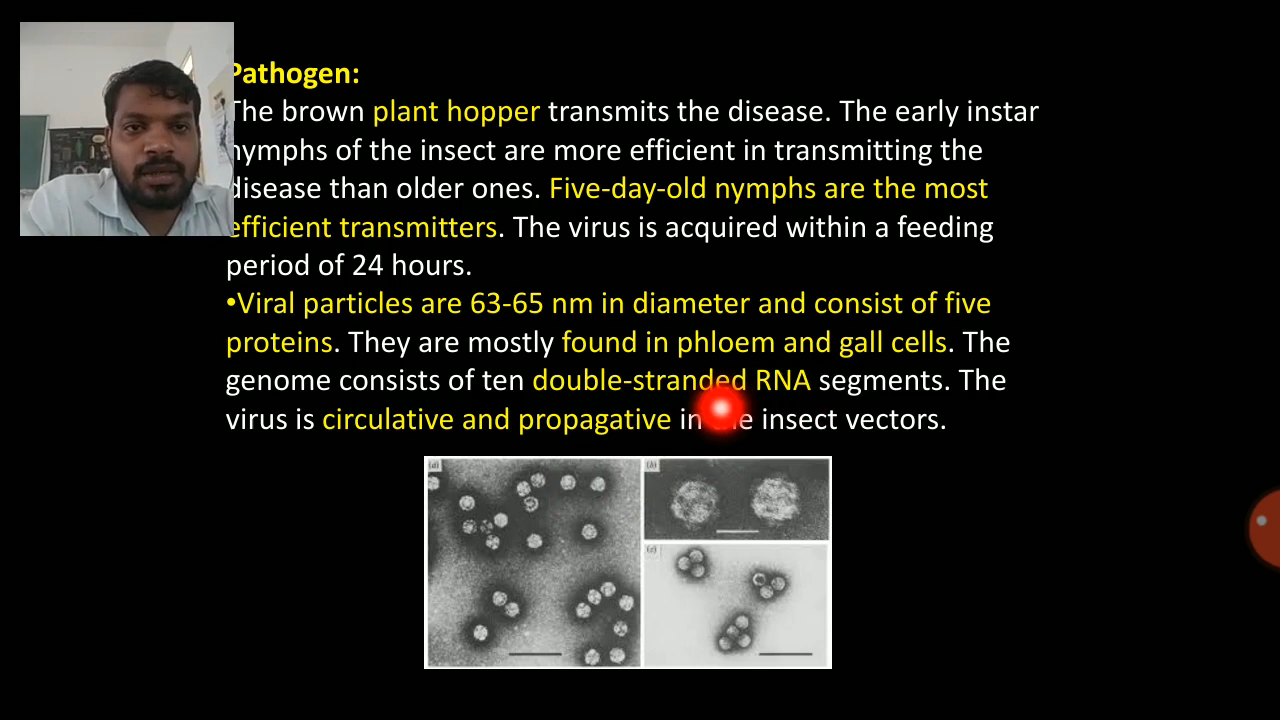 Pathogen:
The brown plant hopper transmits the disease. The early instar
nymphs of the insect are more efficient in transmitting the
disease than older ones. Five-day-old nymphs are the most
efficient transmitters. The virus is acquired within a feeding
period of 24 hours.
•Viral particles are 63-65 nm in diameter and consist of five
proteins. They are mostly found in phloem and gall cells. The
genome consists of ten double-stranded RNA segments. The
virus is circulative and propagative in the insect vectors.
(a)
(b)
(c)